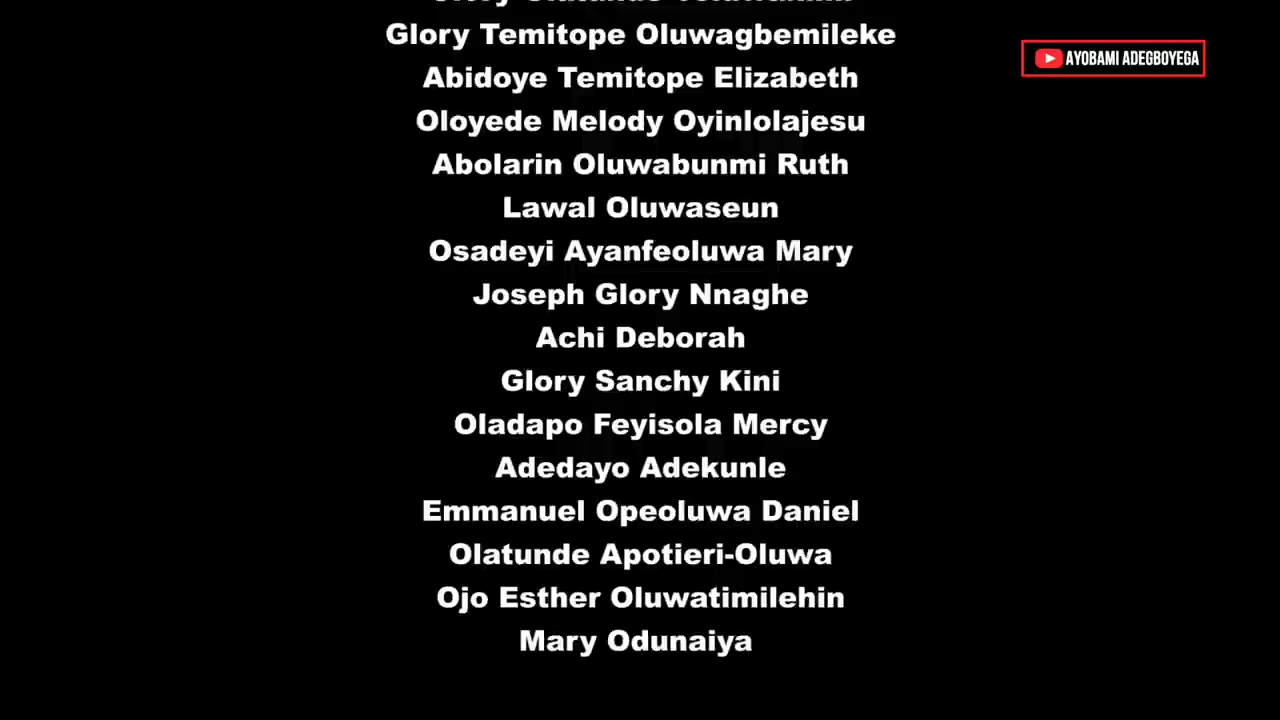 Glory Temitope Oluwagbemileke
AYOBAMI ADEGBOYEGA
Abidoye Temitope Elizabeth
Oloyede Melody Oyinlolajesu
Abolarin Oluwabunmi Ruth
Lawal Oluwaseun
Osadeyi Ayanfeoluwa Mary
Joseph Glory Nnaghe
Achi Deborah
Glory Sanchy Kini
Oladapo Feyisola Mercy
Adedayo Adekunle
Emmanuel Opeoluwa Daniel
Olatunde Apotieri-Oluwa
Ojo Esther Oluwatimilehin
Mary Odunaiya